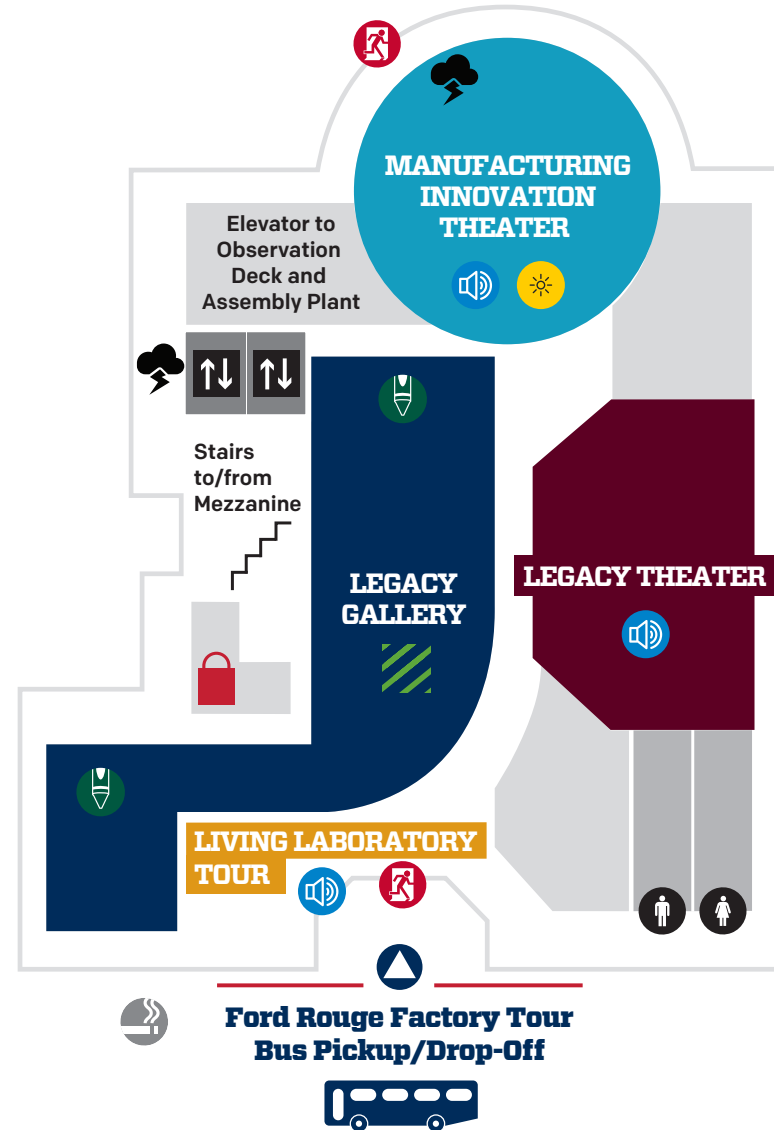 MANUFACTURING
INNOVATION
THEATER
Elevator to
Observation
Deck and
Assembly Plant
Stairs
to/from
Mezzanine
LEGACY
GALLERY
LEGACY THEATER
LIVING LABORATORY
TOUR
Ford Rouge Factory Tour
Bus Pickup/Drop-Off